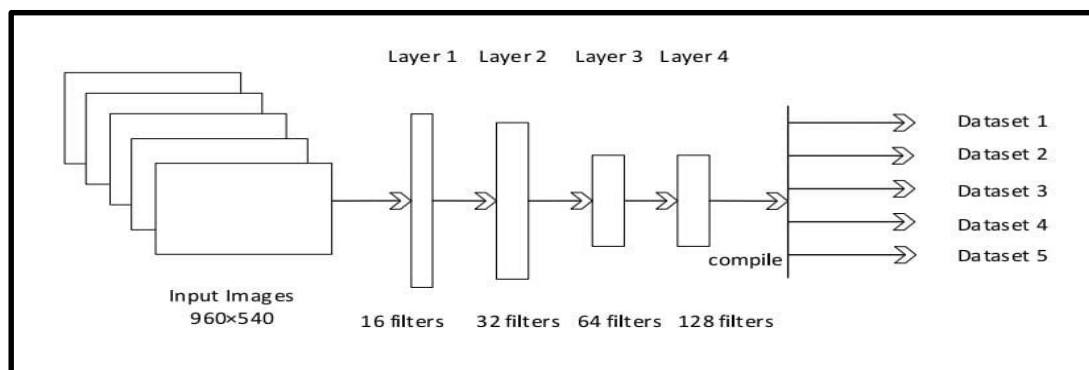 Layer 1
Layer 2
Layer 3
Layer 4
Dataset 1
Dataset 2
Dataset 3
Dataset 4
Dataset 5
compile
Input Images
960×540
16 filters
32 filters
64 filters
128 filters